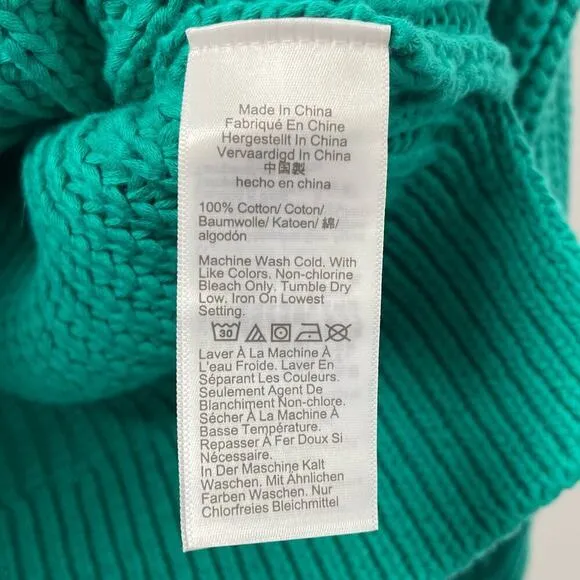 Made In China
Fabriqué En Chine
Hergestellt In China
Vervaardigd In China
中国製
hecho en china
100% Cotton/ Coton/
Baumwolle/ Katoen/ 綿/
algodón
Machine Wash Cold. With
Like Colors. Non-chlorine
Bleach Only. Tumble Dry
Low. Iron On Lowest
Setting.
30
Laver À La Machine À
L'eau Froide. Laver En
Séparant Les Couleurs.
Seulement Agent De
Blanchiment Non-chlore.
Sécher À La Machine À
Basse Température.
Repasser À Fer Doux Si
Nécessaire.
In Der Maschine Kalt
Waschen. Mit Ähnlichen
Farben Waschen. Nur
Chlorfreies Bleichmittel